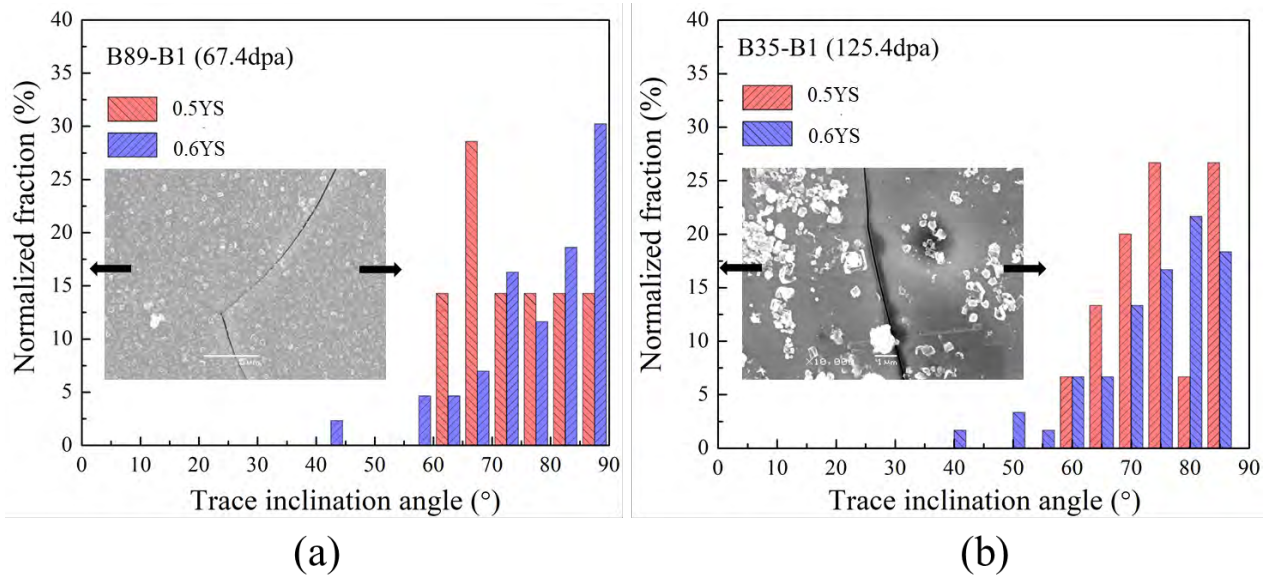 B89-B1 (67.4dpa)
0.5YS
0.6YS
Normalized fraction (%)
40
35
30
25
20
15
10
5
0
0 10 20 30 40 50 60 70 80 90
Trace inclination angle (°)
(a)
B35-B1 (125.4dpa)
0.5YS
0.6YS
X10,000
1μm
Normalized fraction (%)
40
35
30
25
20
15
10
5
0
0 10 20 30 40 50 60 70 80 90
Trace inclination angle (°)
(b)